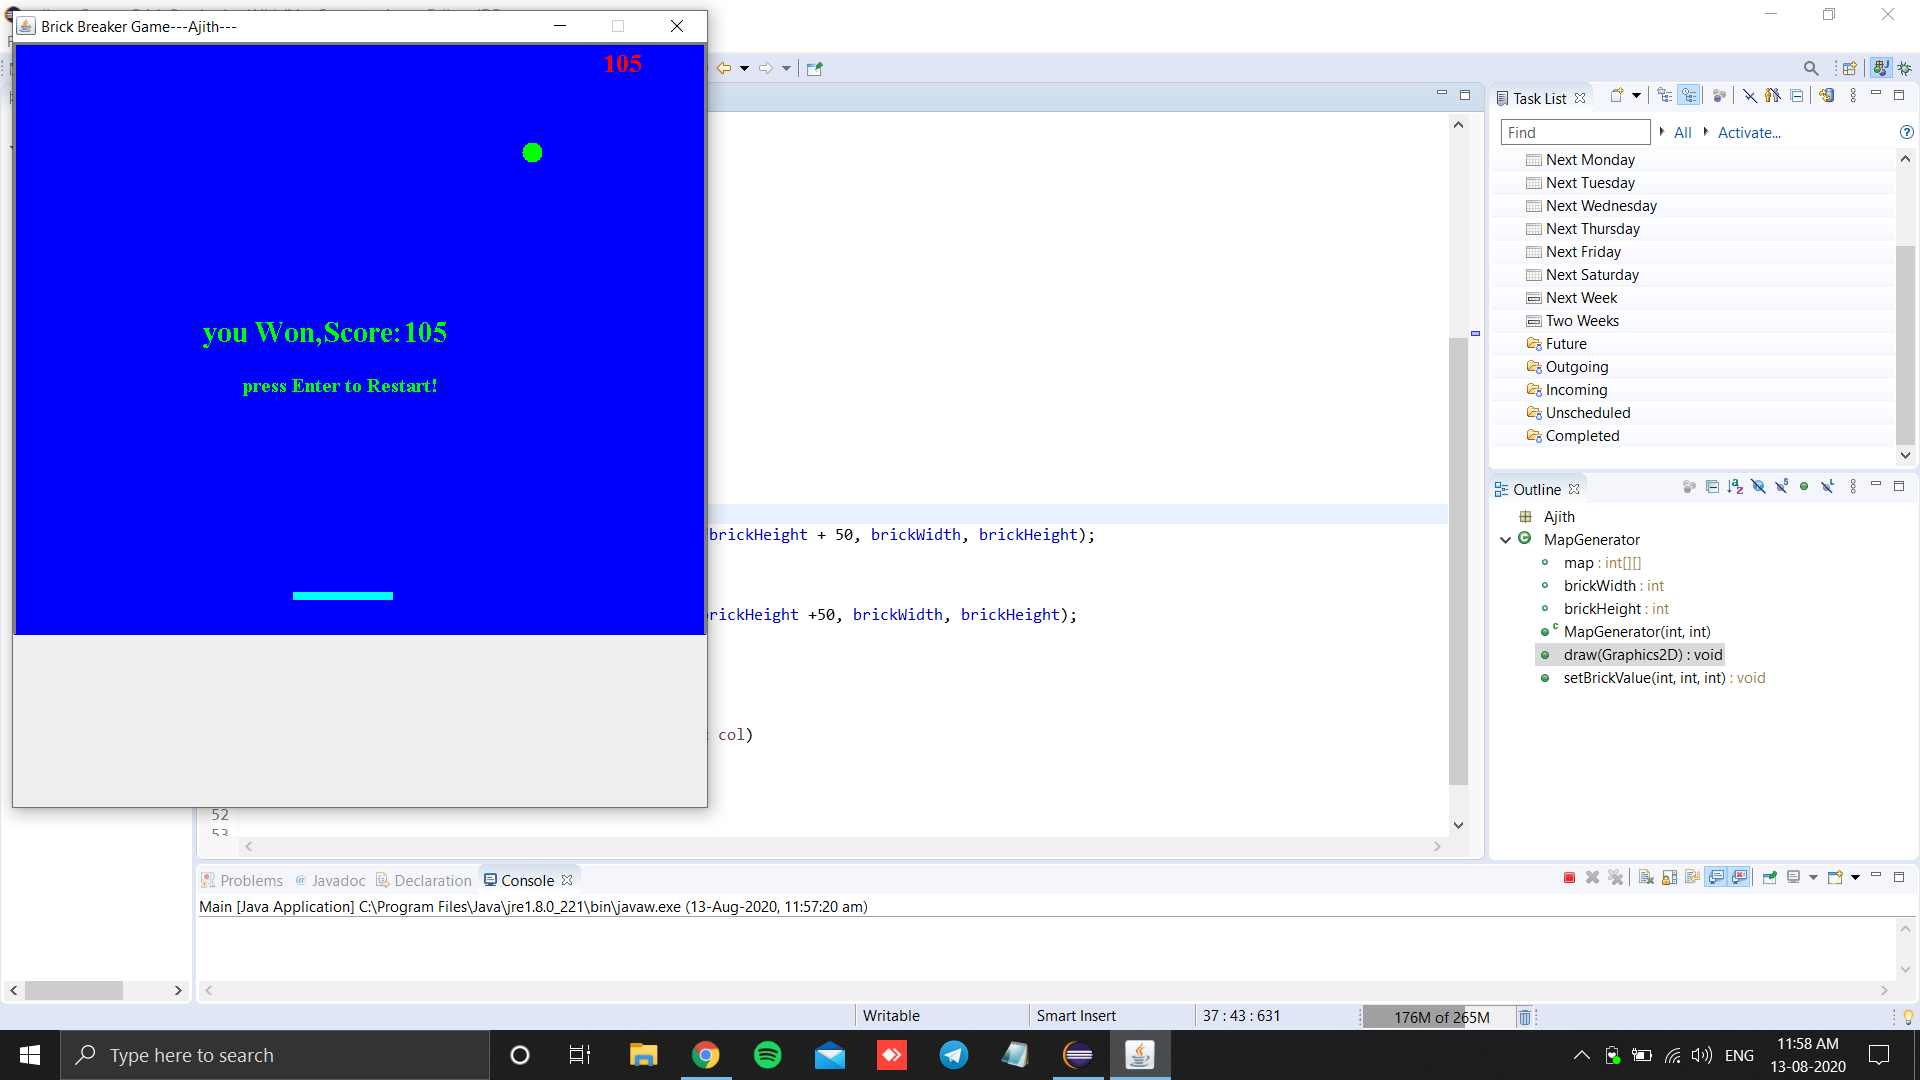 Brick Breaker Game---Ajith---
105
you Won,Score:105
press Enter to Restart!
brickHeight + 50, brickWidth, brickHeight);
brickHeight +50, brickWidth, brickHeight);
col)
52
53
Task List
Find
All
Activate...
Next Monday
Next Tuesday
Next Wednesday
Next Thursday
Next Friday
Next Saturday
Next Week
Two Weeks
Future
Outgoing
Incoming
Unscheduled
Completed
Outline
Ajith
MapGenerator
map : int[][]
brickWidth : int
brickHeight : int
MapGenerator(int, int)
draw(Graphics2D) : void
setBrickValue(int, int, int) : void
Problems
Javadoc
Declaration
Console
Main [Java Application] C:\Program Files\Java\jre1.8.0_221\bin\javaw.exe (13-Aug-2020, 11:57:20 am)
Writable
Smart Insert
37 : 43 : 631
176M of 265M
Type here to search
ENG
11:58 AM
13-08-2020